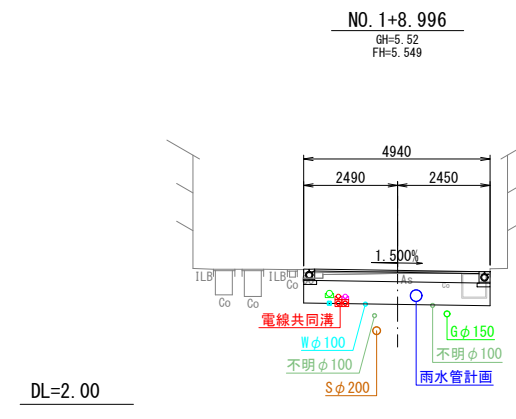 NO.1+8.996
GH=5.52
FH=5.549
4940
2490
2450
1.500%
ILB
ILB
Co
As
Co
Co
Co
電線共同溝
Wφ100
Gφ150
不明φ100
不明φ100
雨水管計画
Sφ200
DL=2.00